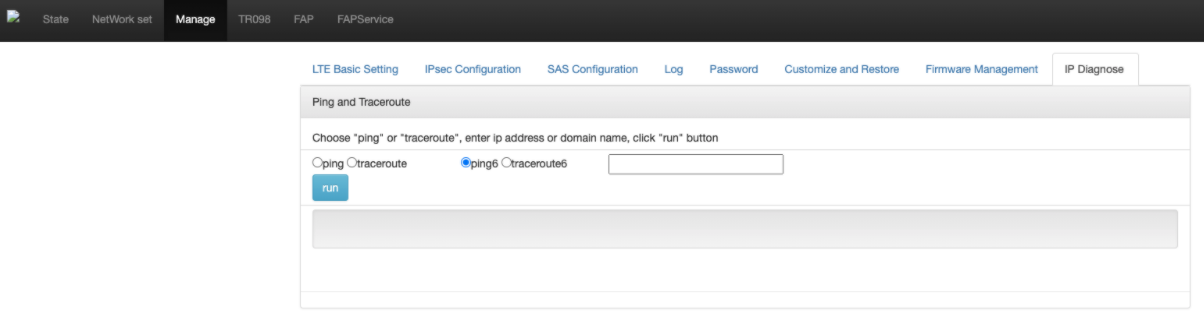 State NetWork set Manage TR098 FAP FAPService
LTE Basic Setting IPsec Configuration SAS Configuration Log Password Customize and Restore Firmware Management IP Diagnose
Ping and Traceroute
Choose "ping" or "traceroute", enter ip address or domain name, click "run" button
ping traceroute ping6 traceroute6
run